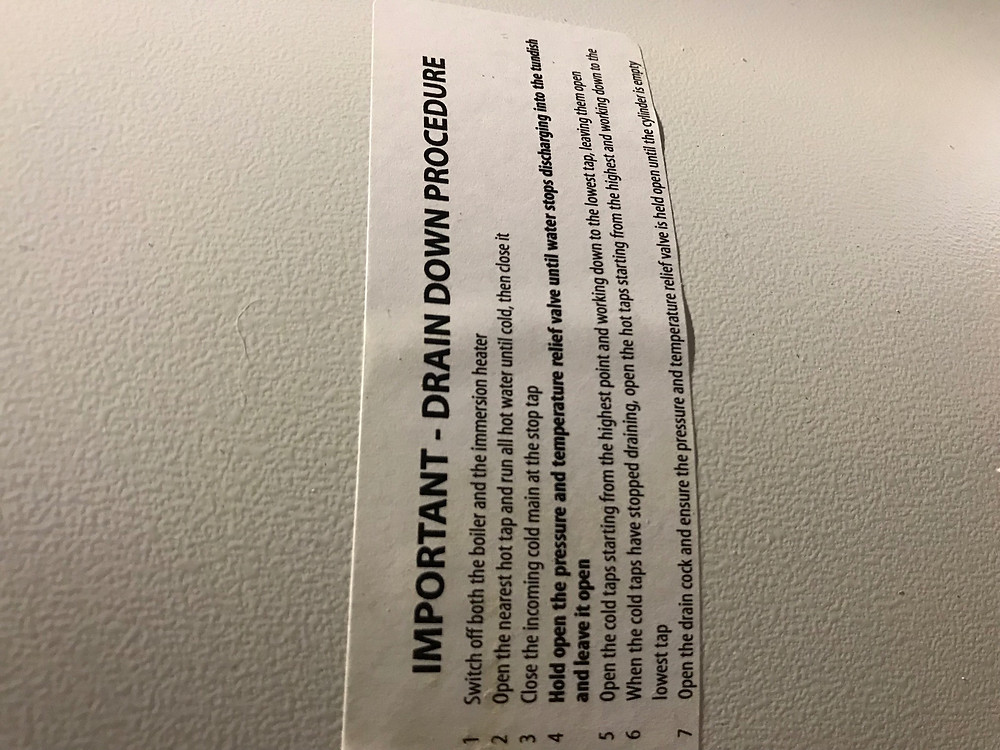 IMPORTANT - DRAIN DOWN PROCEDURE
1 Switch off both the boiler and the immersion heater
2 Open the nearest hot tap and run all hot water until cold, then close it
3 Close the incoming cold main at the stop tap
4 Hold open the pressure and temperature relief valve until water stops discharging into the tundish
and leave it open
5 Open the cold taps starting from the highest point and working down to the lowest tap, leaving them open
6 When the cold taps have stopped draining, open the hot taps starting from the highest and working down to the
lowest tap
7 Open the drain cock and ensure the pressure and temperature relief valve is held open until the cylinder is empty